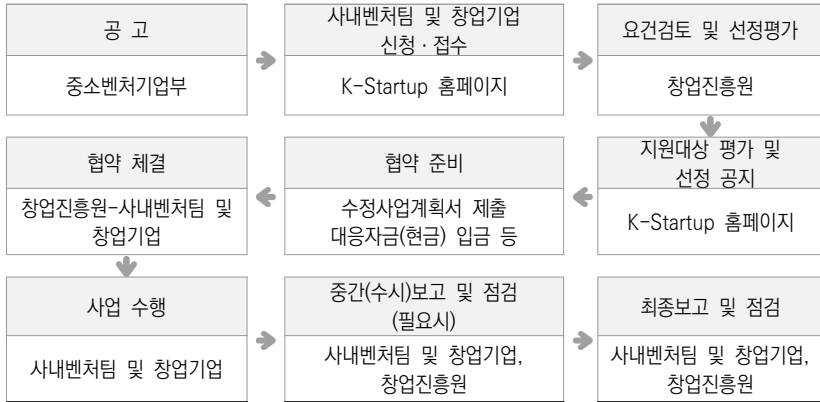 공 고
중소벤처기업부
사내벤처팀 및 창업기업
신청·접수
K-Startup 홈페이지
요건검토 및 선정평가
창업진흥원
지원대상 평가 및
선정 공지
K-Startup 홈페이지
협약 준비
수정사업계획서 제출
대응자금(현금) 입금 등
협약 체결
창업진흥원-사내벤처팀 및
창업기업
사업 수행
사내벤처팀 및 창업기업
중간(수시)보고 및 점검
(필요시)
사내벤처팀 및 창업기업,
창업진흥원
최종보고 및 점검
사내벤처팀 및 창업기업,
창업진흥원